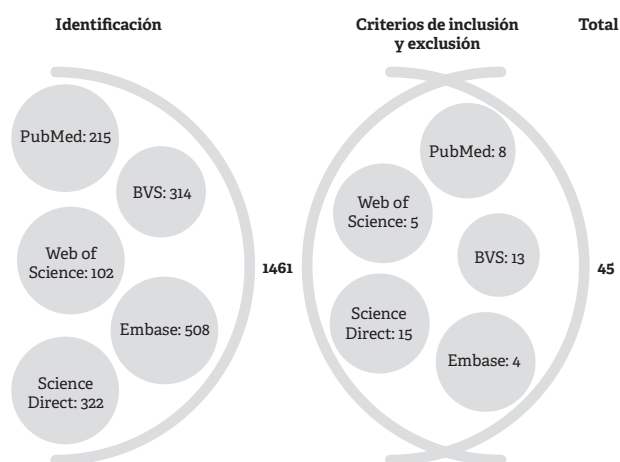 Identificación
PubMed: 215
BVS: 314
Web of
Science: 102
Embase: 508
Science
Direct: 322
1461
Criterios de inclusión
y exclusión
PubMed: 8
Web of
Science: 5
BVS: 13
Science
Direct: 15
Embase: 4
Total
45